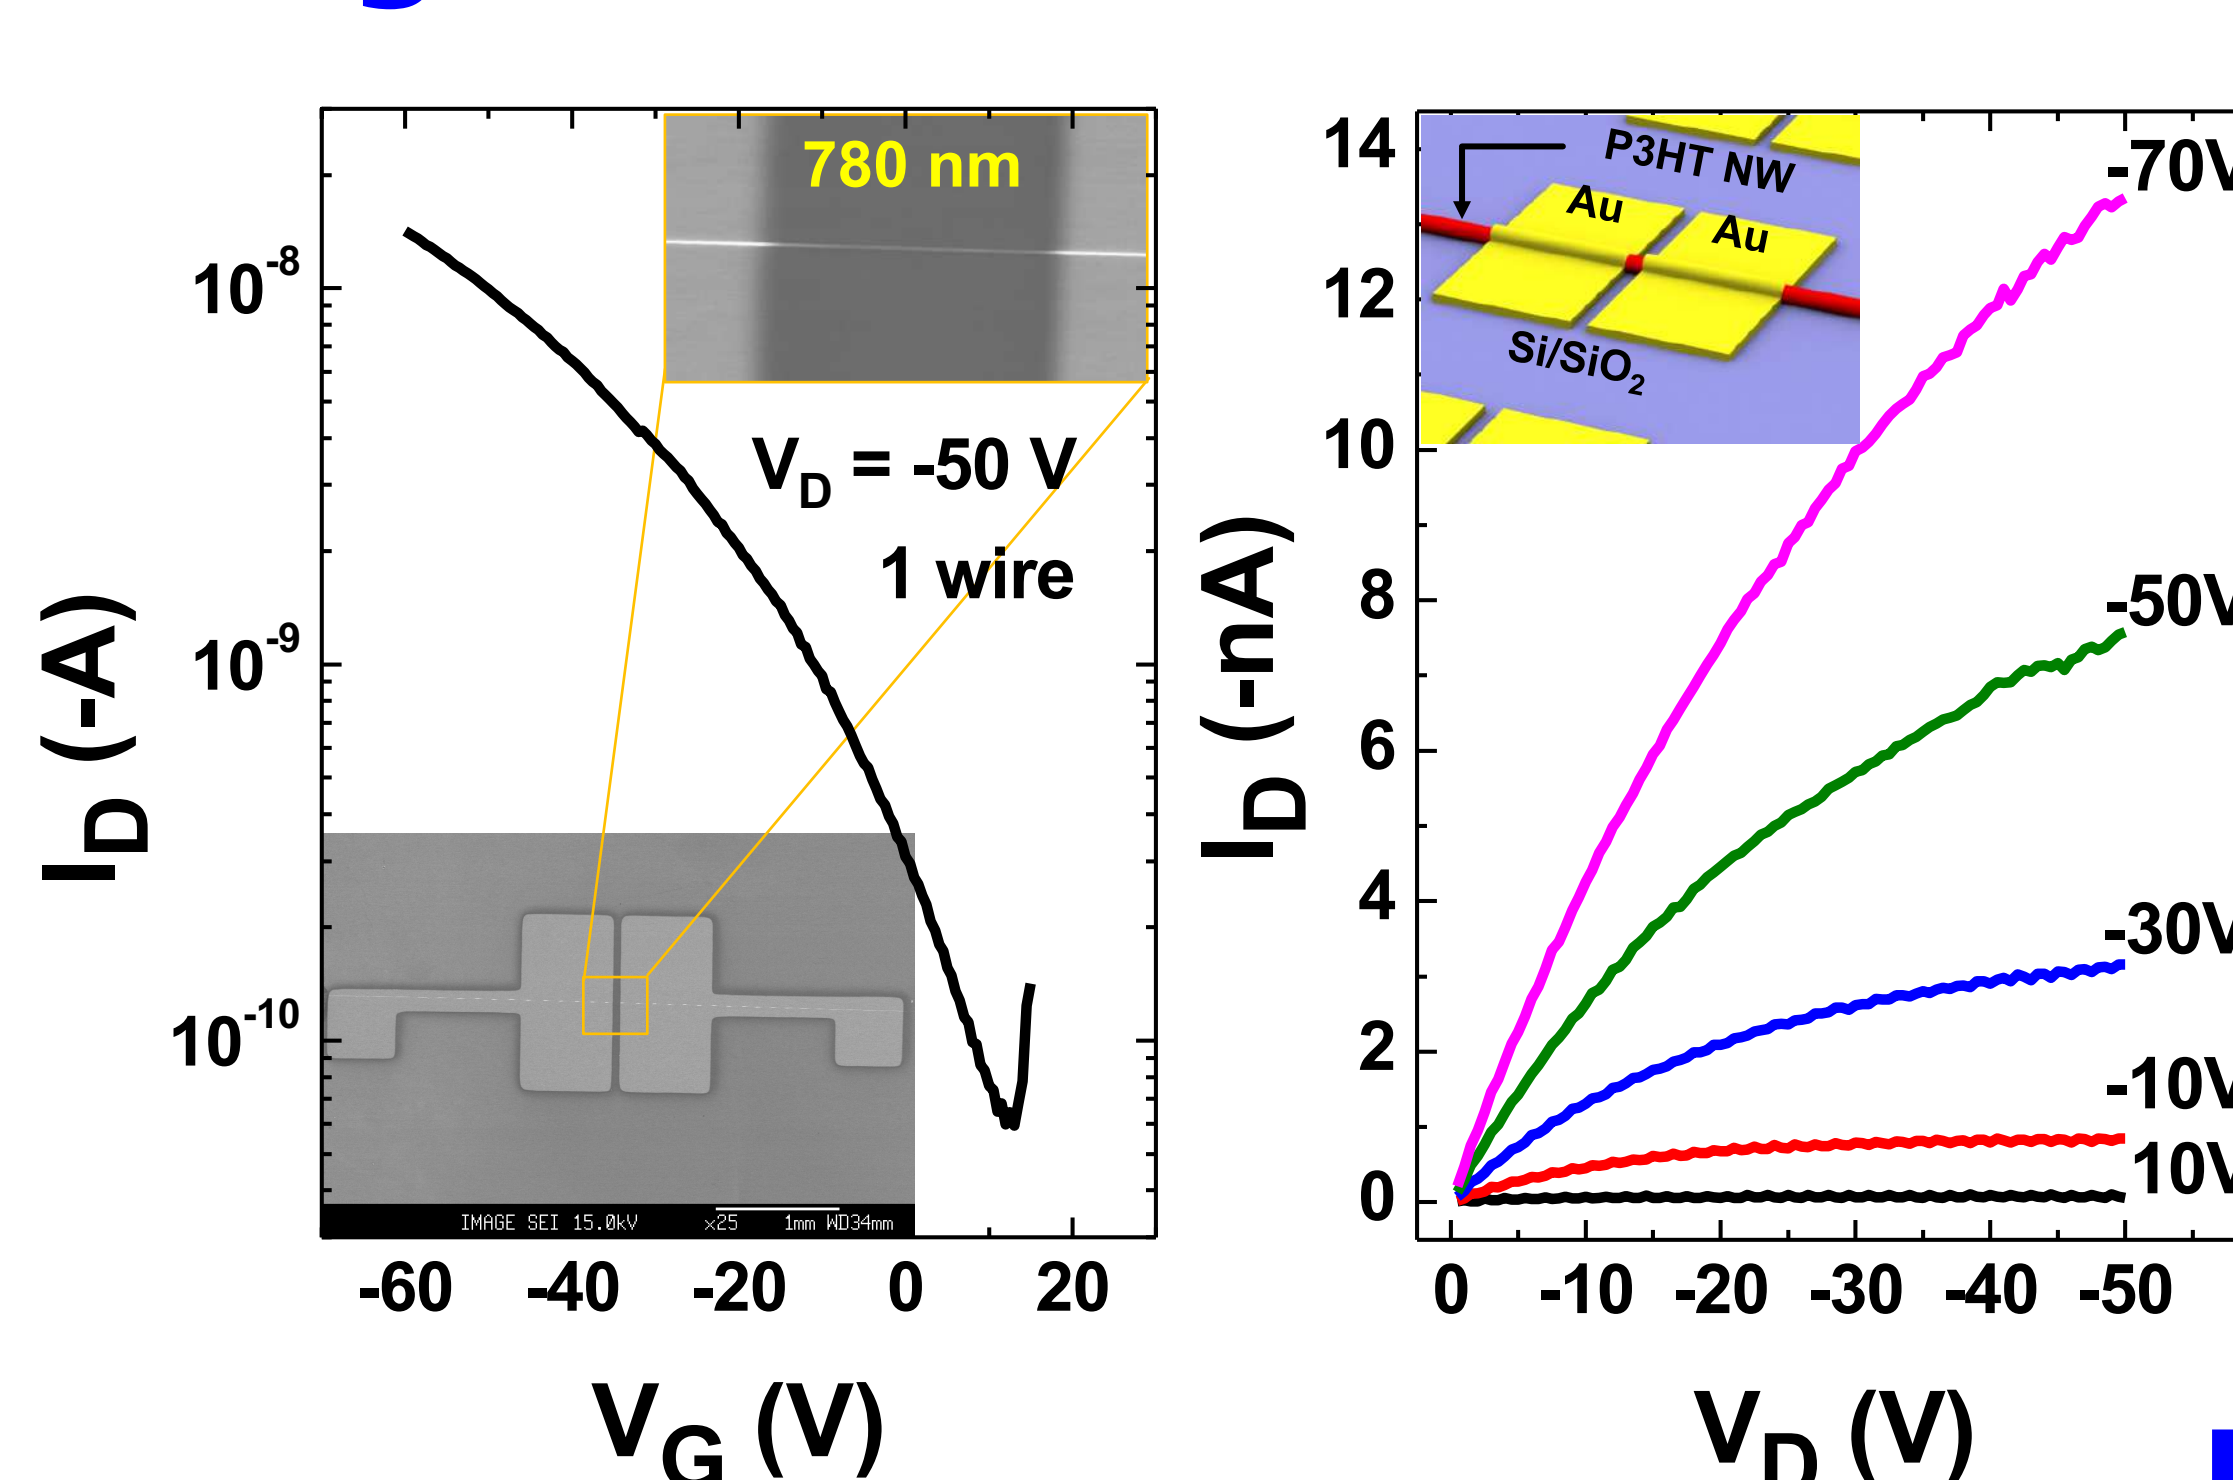 780 nm
V_D = -50 V
1 wire
I_D (-A)
10^-8
10^-9
10^-10
IMAGE SEI 15.0kV x25 1mm WD34mm
-60 -40 -20 0 20
V_G (V)
P3HT NW
Au
Au
Si/SiO₂
I_D (-nA)
14
12
10
8
6
4
2
0
-70V
-50V
-30V
-10V
10V
0 -10 -20 -30 -40 -50
V_D (V)